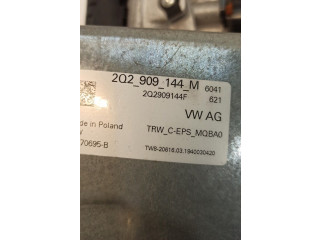 2Q2_909_144_M 6041
2Q2909144F 621
VW AG
de in Poland
TRW_C-EPS_MQBA0
70695-B
TW8-20618.03.1940030420